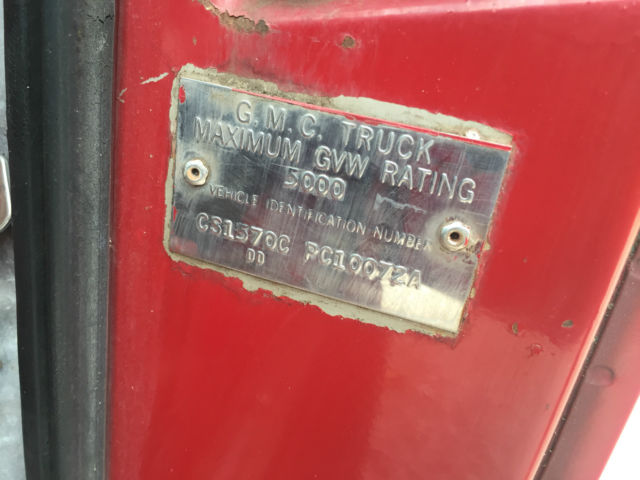 G.M.C. TRUCK
MAXIMUM GVW RATING
5000
VEHICLE IDENTIFICATION NUMBER
CS1570C PC10072A
DD